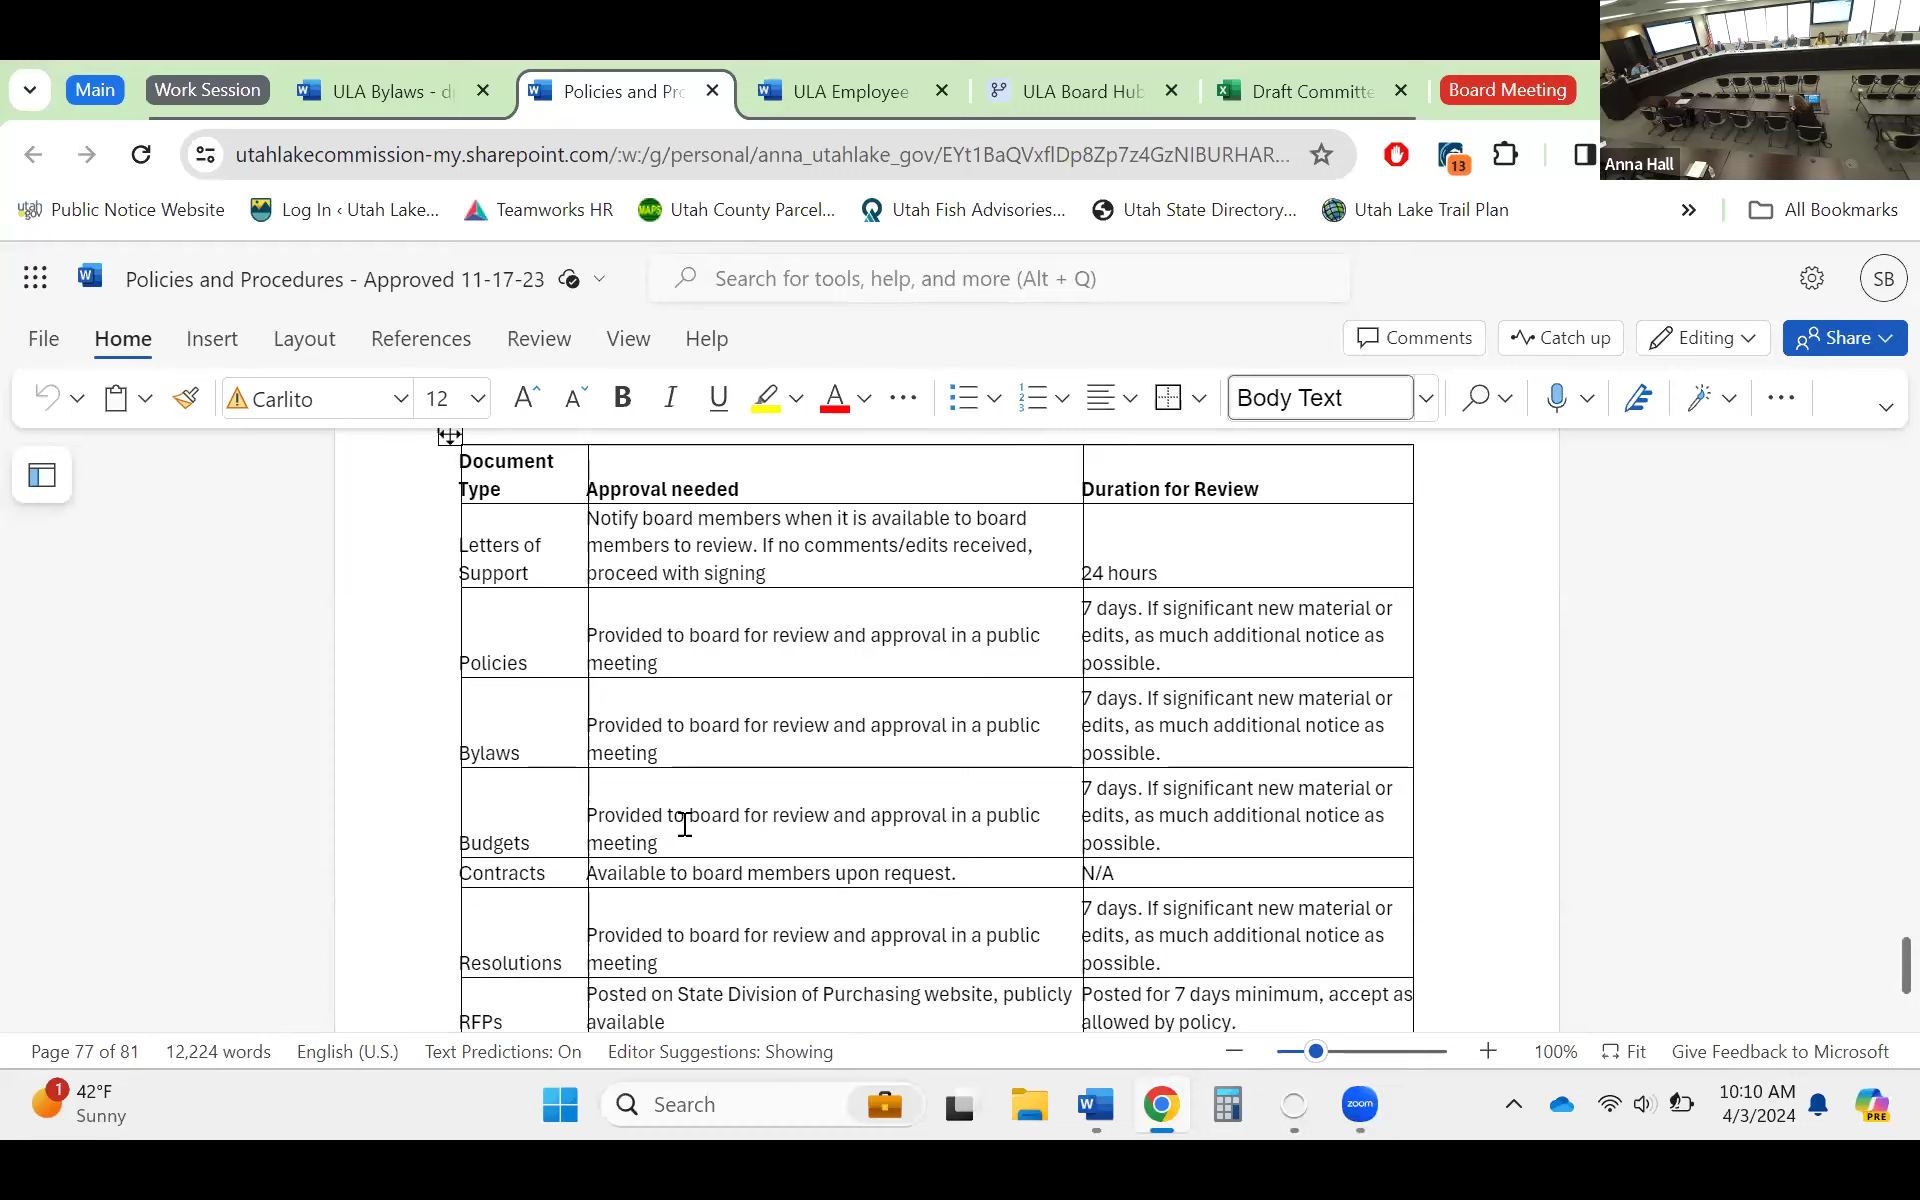 Main
Work Session
ULA Bylaws - d
Policies and Pro
ULA Employee
ULA Board Hub
Draft Committe
Board Meeting
Anna Hall
utahlakecommission-my.sharepoint.com/:w:/g/personal/anna_utahlake_gov/EYt1BaQVxflDp8Zp7z4GzNIBURHAR...
13
Public Notice Website
Log In ‹ Utah Lake...
Teamworks HR
Utah County Parcel...
Utah Fish Advisories...
Utah State Directory...
Utah Lake Trail Plan
All Bookmarks
Policies and Procedures - Approved 11-17-23
Search for tools, help, and more (Alt + Q)
SB
File
Home
Insert
Layout
References
Review
View
Help
Comments
Catch up
Editing
Share
Carlito
12
Body Text
Document
Type
Approval needed
Duration for Review
Letters of
Support
Notify board members when it is available to board
members to review. If no comments/edits received,
proceed with signing
24 hours
Policies
Provided to board for review and approval in a public
meeting
7 days. If significant new material or
edits, as much additional notice as
possible.
Bylaws
Provided to board for review and approval in a public
meeting
7 days. If significant new material or
edits, as much additional notice as
possible.
Budgets
Provided to board for review and approval in a public
meeting
7 days. If significant new material or
edits, as much additional notice as
possible.
Contracts
Available to board members upon request.
N/A
Resolutions
Provided to board for review and approval in a public
meeting
7 days. If significant new material or
edits, as much additional notice as
possible.
RFPs
Posted on State Division of Purchasing website, publicly
available
Posted for 7 days minimum, accept as
allowed by policy.
Page 77 of 81
12,224 words
English (U.S.)
Text Predictions: On
Editor Suggestions: Showing
100%
Fit
Give Feedback to Microsoft
1
42°F
Sunny
Search
zoom
10:10 AM
4/3/2024
PRE